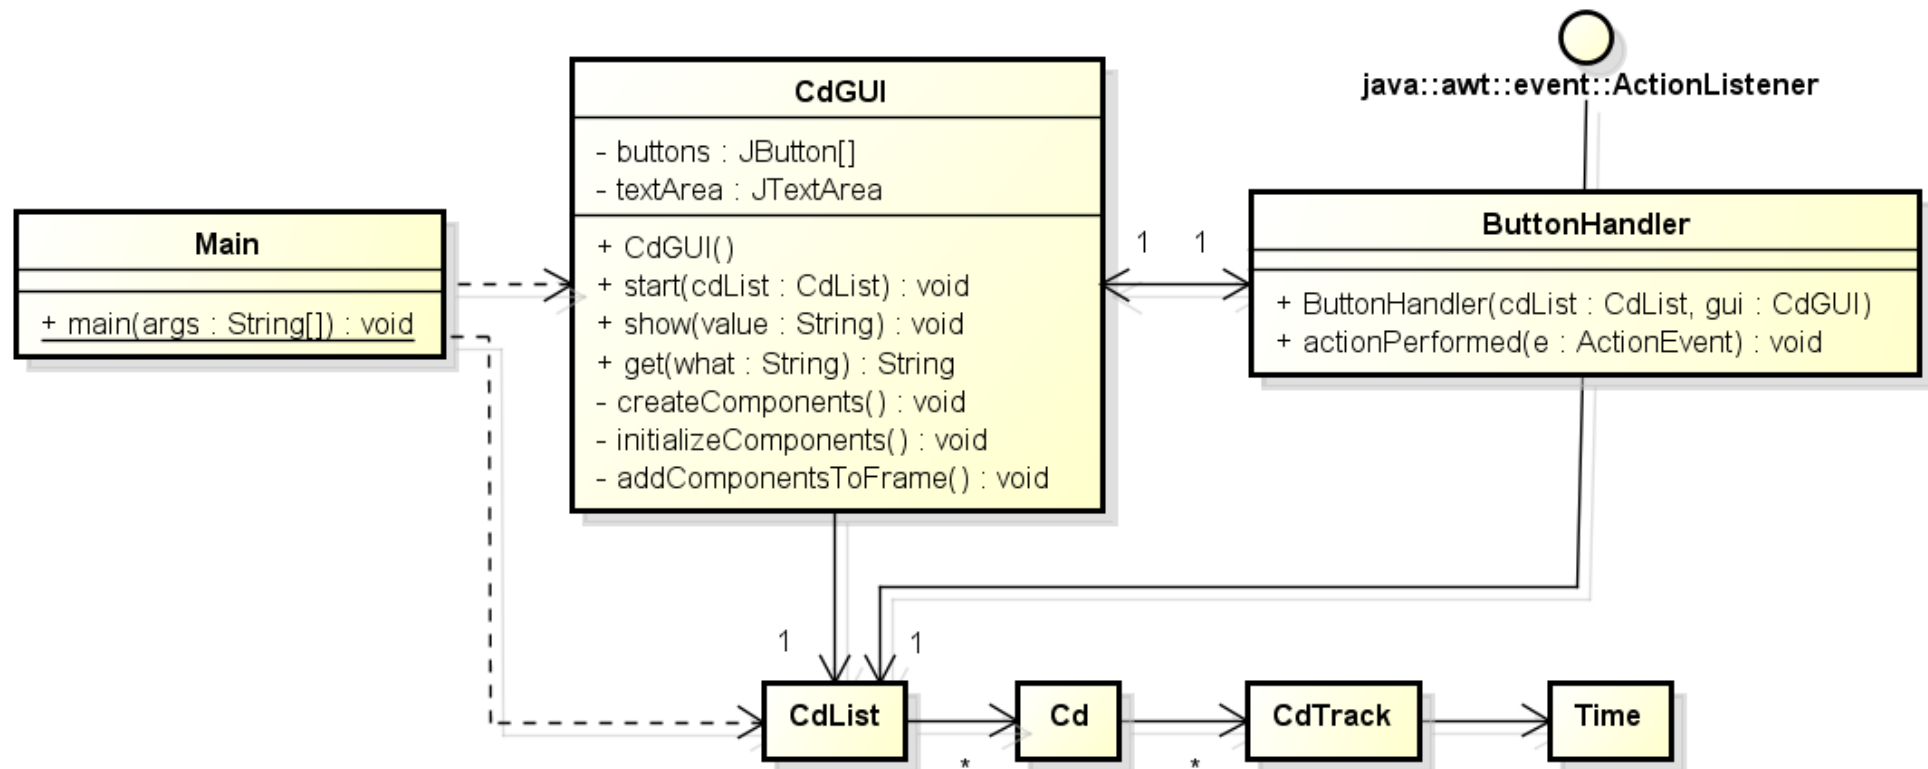 java::awt::event::ActionListener
CdGUI
- buttons : JButton[]
- textArea : JTextArea
+ CdGUI()
+ start(cdList : CdList) : void
+ show(value : String) : void
+ get(what : String) : String
- createComponents() : void
- initializeComponents() : void
- addComponentsToFrame() : void
Main
+ main(args : String[]) : void
1 1
ButtonHandler
+ ButtonHandler(cdList : CdList, gui : CdGUI)
+ actionPerformed(e : ActionEvent) : void
1 1
CdList
Cd
CdTrack
Time
* *